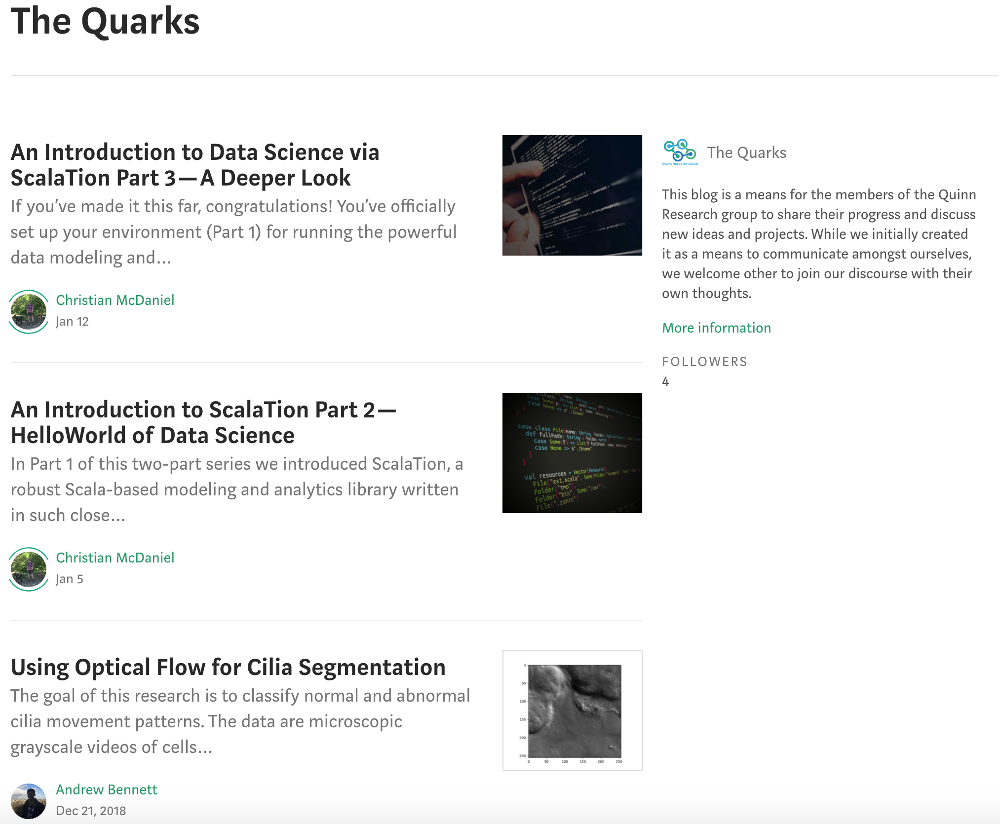 The Quarks
An Introduction to Data Science via
ScalaTion Part 3 — A Deeper Look
If you’ve made it this far, congratulations! You’ve officially
set up your environment (Part 1) for running the powerful
data modeling and…
Christian McDaniel
Jan 12
An Introduction to ScalaTion Part 2 —
HelloWorld of Data Science
In Part 1 of this two-part series we introduced ScalaTion, a
robust Scala-based modeling and analytics library written
in such close…
Christian McDaniel
Jan 5
case class File(name: String, folder:
def fullPath: String = folder match
case Some(f) => List(f.fullPath, name)
case None => s"./$name"
}
}
val resources = Vector[Resource](
File("ex1.scala", Some(Folder("example"
Folder("tmp"),
Folder("bin", Some("/usr")),
File(".zshrc")
Using Optical Flow for Cilia Segmentation
The goal of this research is to classify normal and abnormal
cilia movement patterns. The data are microscopic
grayscale videos of cells…
0
50
100
150
200
250
0 50 100 150 200 250
Andrew Bennett
Dec 21, 2018
Quinn Research Group
The Quarks
This blog is a means for the members of the Quinn
Research group to share their progress and discuss
new ideas and projects. While we initially created
it as a means to communicate amongst ourselves,
we welcome other to join our discourse with their
own thoughts.
More information
FOLLOWERS
4